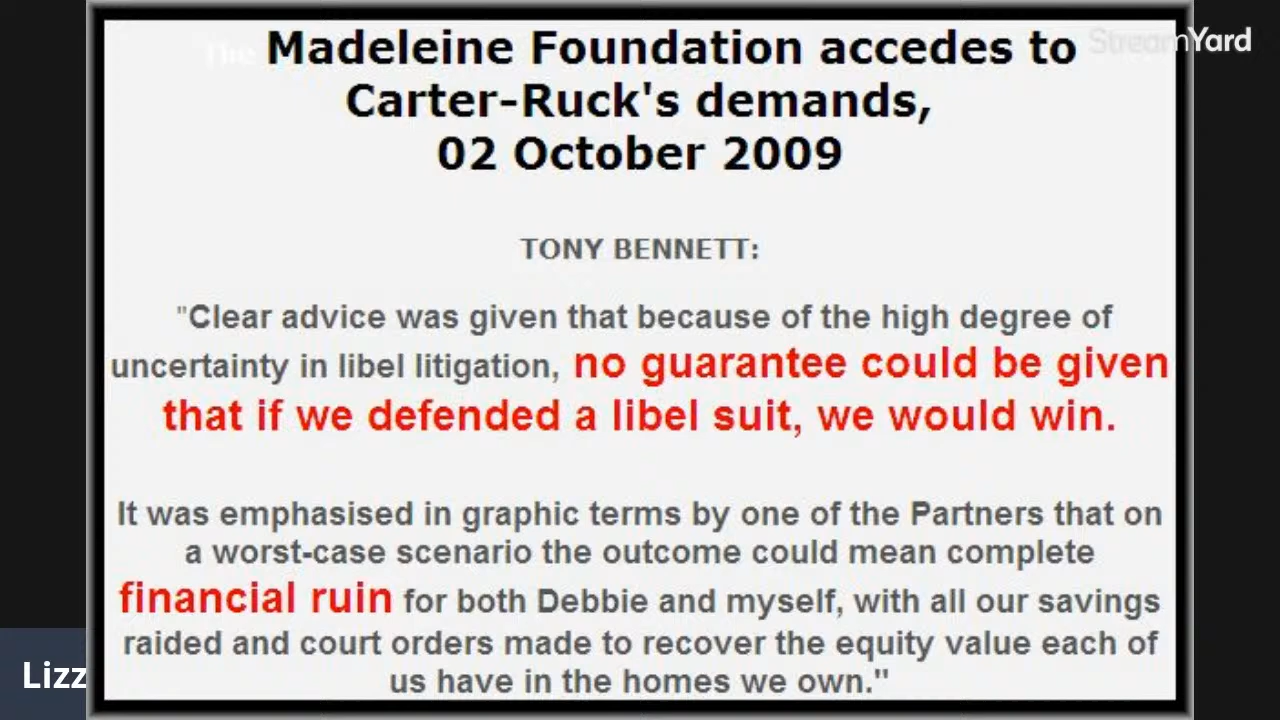 The Madeleine Foundation accedes to
Carter-Ruck's demands,
02 October 2009
StreamYard
TONY BENNETT:
"Clear advice was given that because of the high degree of
uncertainty in libel litigation, no guarantee could be given
that if we defended a libel suit, we would win.
It was emphasised in graphic terms by one of the Partners that on
a worst-case scenario the outcome could mean complete
financial ruin for both Debbie and myself, with all our savings
raided and court orders made to recover the equity value each of
us have in the homes we own."
Lizz